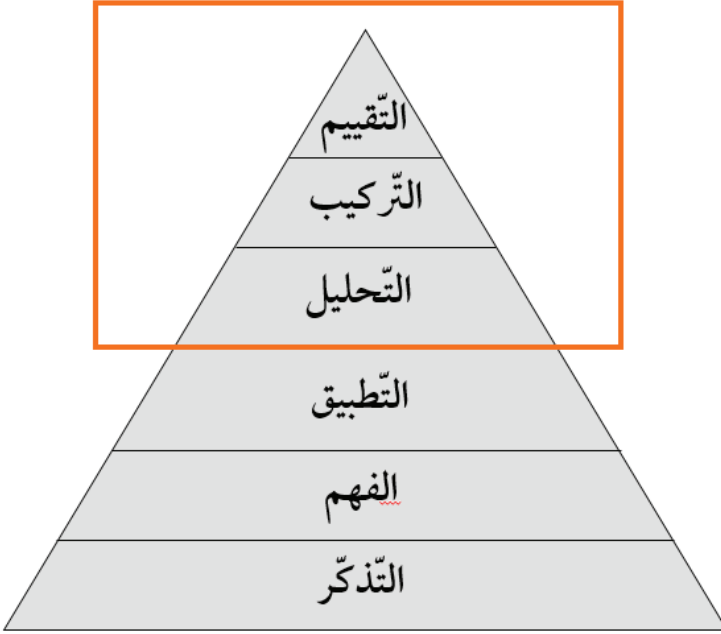 التّقييم
التّركيب
التّحليل
التّطبيق
الفهم
التّذكّر